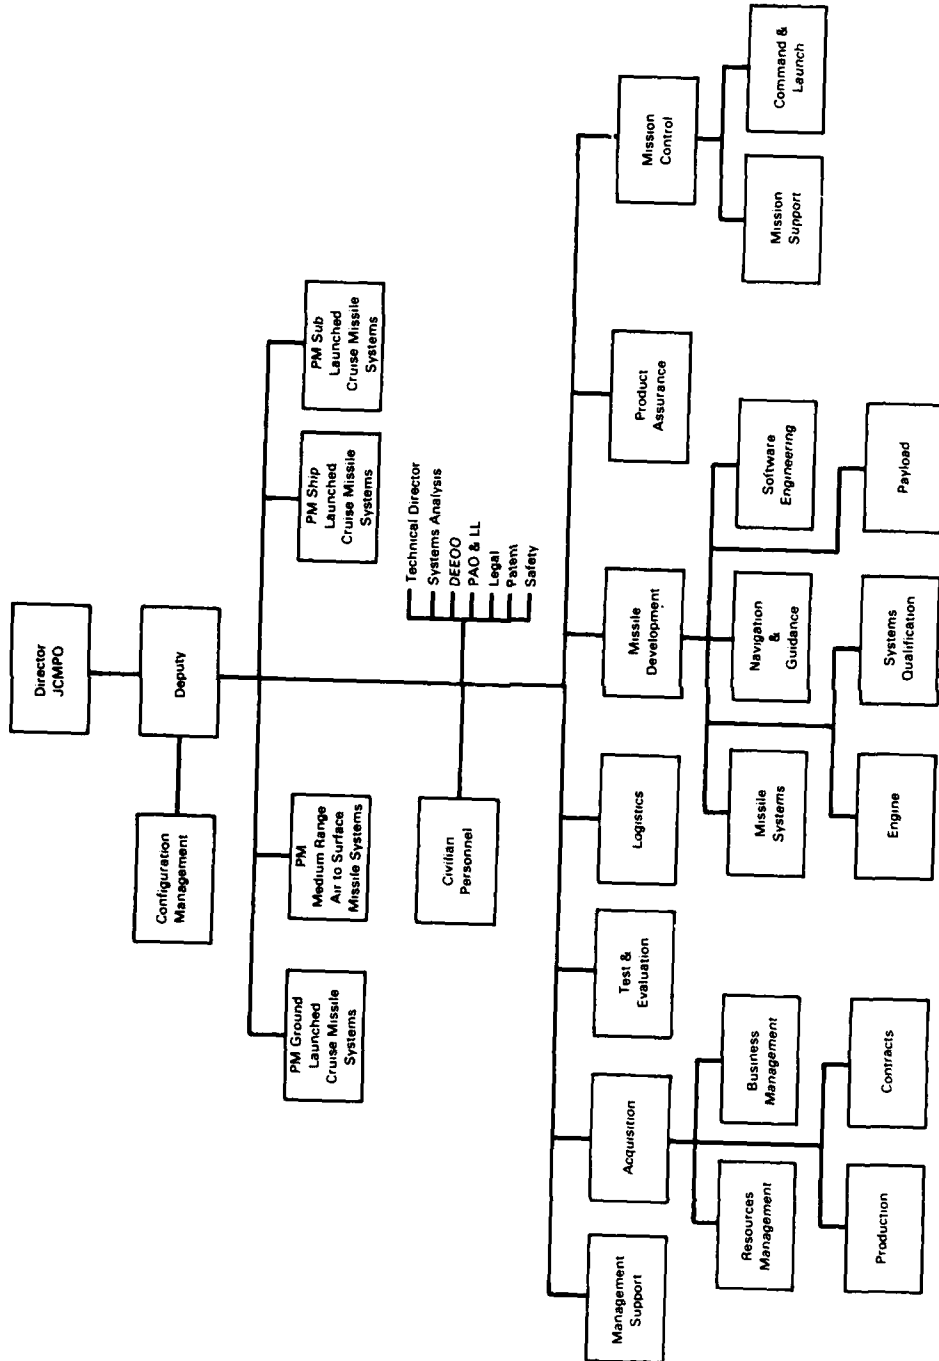 Director
JCMPO
Deputy
Configuration
Management
PM Ground
Launched
Cruise Missile
Systems
PM
Medium Range
Air to Surface
Missile Systems
PM Ship
Launched
Cruise Missile
Systems
PM Sub
Launched
Cruise Missile
Systems
Civilian
Personnel
Technical Director
Systems Analysis
DEEOO
PAO & LL
Legal
Patent
Safety
Management
Support
Acquisition
Test &
Evaluation
Logistics
Missile
Development
Product
Assurance
Mission
Control
Resources
Management
Business
Management
Production
Contracts
Missile
Systems
Navigation
&
Guidance
Software
Engineering
Engine
Systems
Qualification
Payload
Mission
Support
Command &
Launch